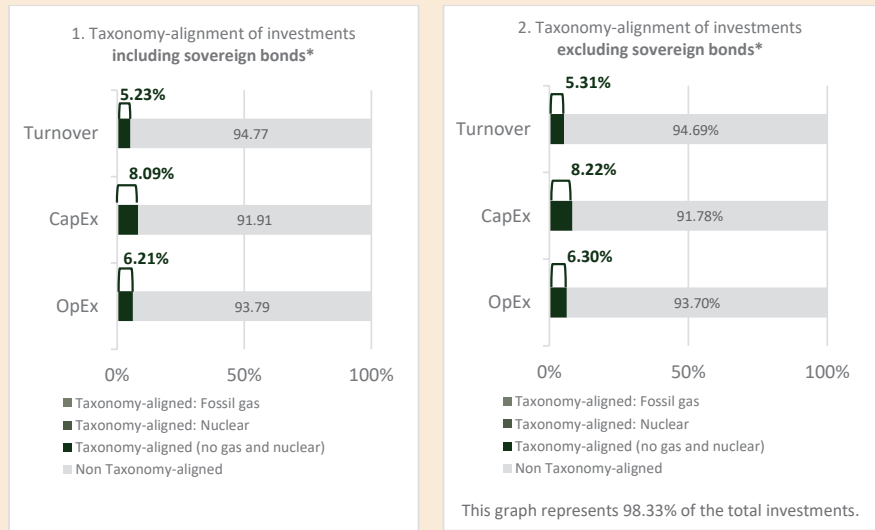 1. Taxonomy-alignment of investments
including sovereign bonds*
5.23%
Turnover
94.77
8.09%
CapEx
91.91
6.21%
OpEx
93.79
0%
50%
100%
Taxonomy-aligned: Fossil gas
Taxonomy-aligned: Nuclear
Taxonomy-aligned (no gas and nuclear)
Non Taxonomy-aligned
2. Taxonomy-alignment of investments
excluding sovereign bonds*
5.31%
Turnover
94.69%
8.22%
CapEx
91.78%
6.30%
OpEx
93.70%
0%
50%
100%
Taxonomy-aligned: Fossil gas
Taxonomy-aligned: Nuclear
Taxonomy-aligned (no gas and nuclear)
Non Taxonomy-aligned
This graph represents 98.33% of the total investments.